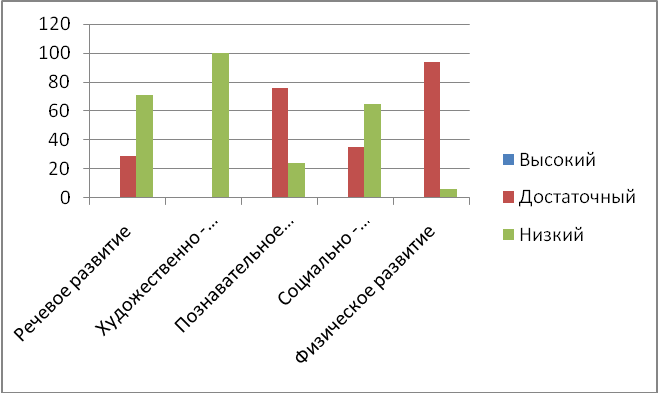 120
100
80
60
40
20
0
Речевое развитие
Художественно -...
Познавательное...
Социально -...
Физическое развитие
Высокий
Достаточный
Низкий